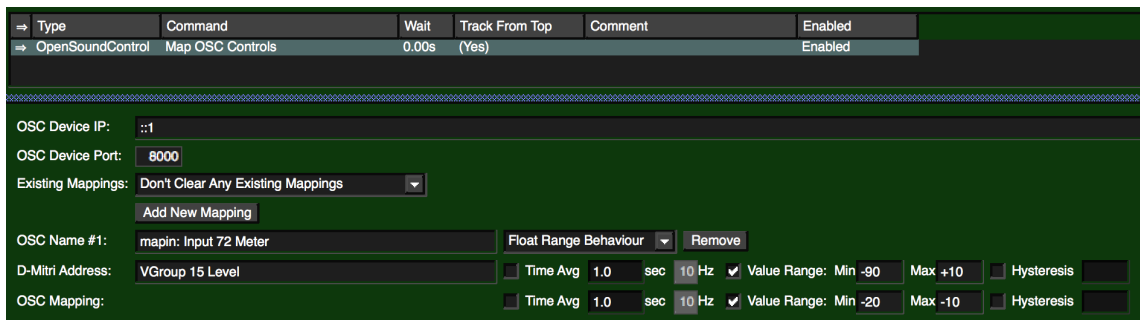 ⇒ Type Command Wait Track From Top Comment Enabled
⇒ OpenSoundControl Map OSC Controls 0.00s (Yes) Enabled
OSC Device IP: ::1
OSC Device Port: 8000
Existing Mappings: Don't Clear Any Existing Mappings
Add New Mapping
OSC Name #1: mapin: Input 72 Meter Float Range Behaviour Remove
D-Mitri Address: VGroup 15 Level Time Avg 1.0 sec 10 Hz Value Range: Min -90 Max +10 Hysteresis
OSC Mapping: Time Avg 1.0 sec 10 Hz Value Range: Min -20 Max -10 Hysteresis